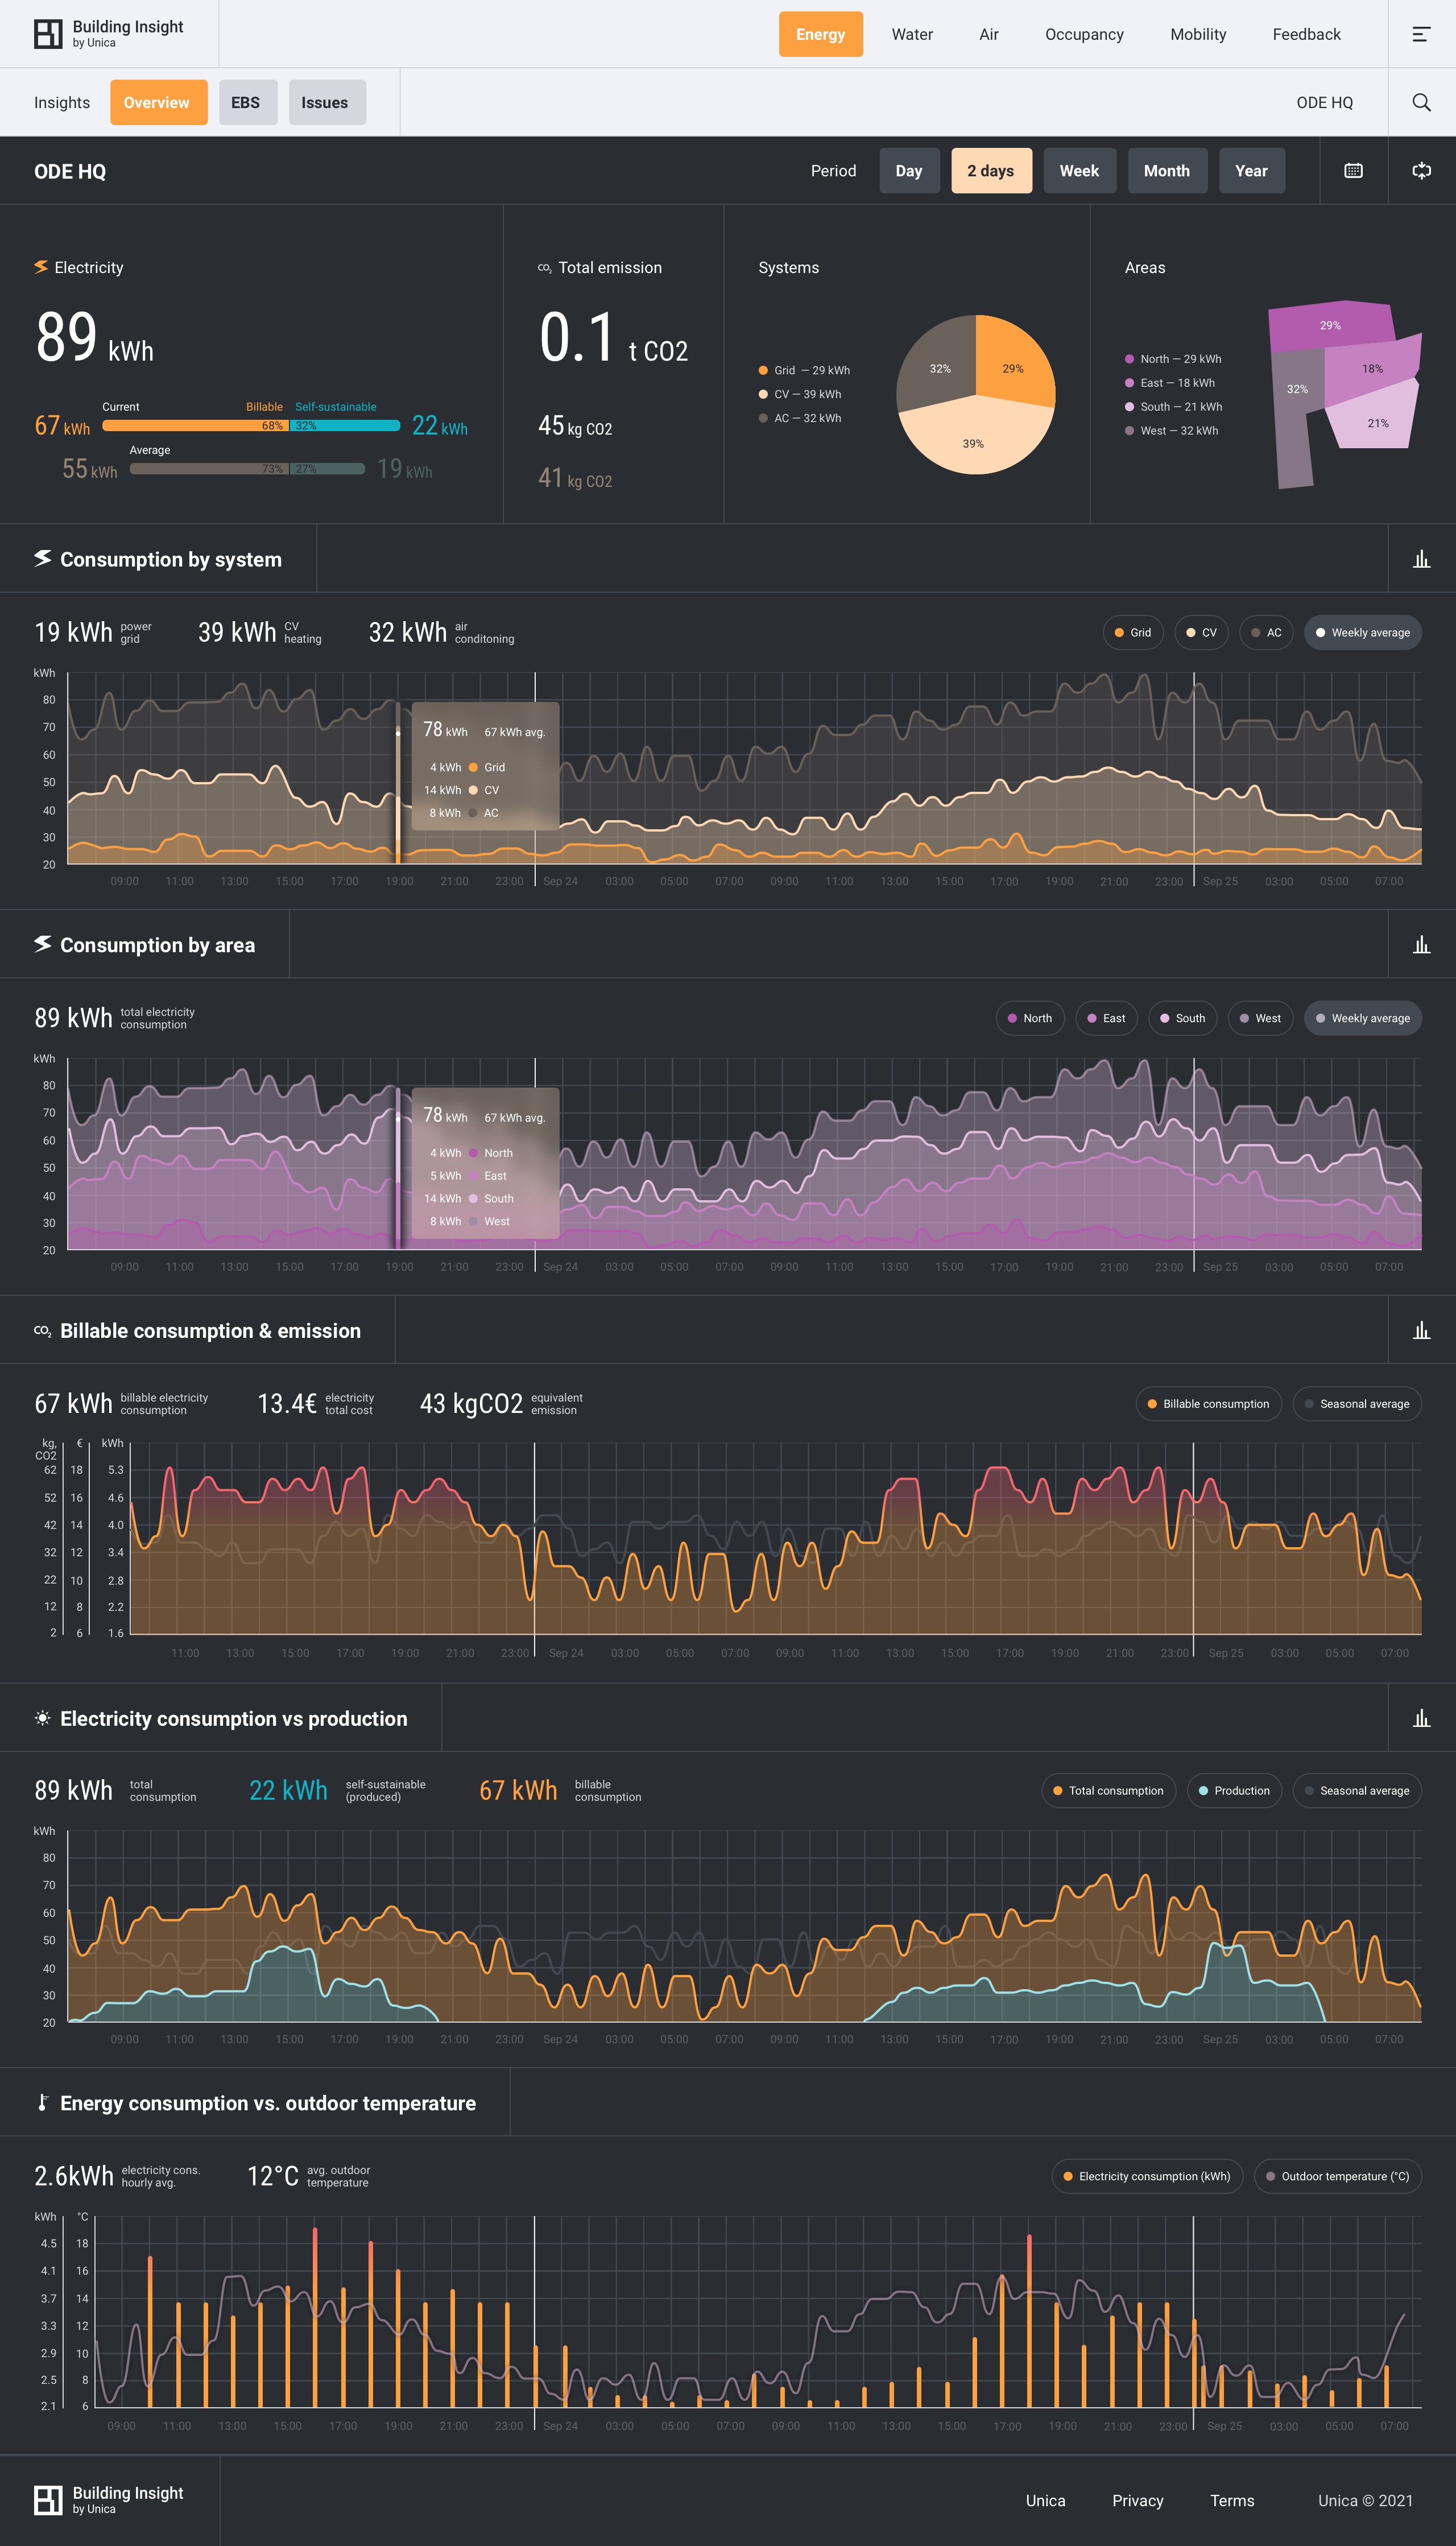 Building Insight
by Unica
Energy Water Air Occupancy Mobility Feedback
Insights Overview EBS Issues ODE HQ
ODE HQ Period Day 2 days Week Month Year
Electricity
89 kWh
Current Billable Self-sustainable
67 kWh 68% 32% 22 kWh
Average
55 kWh 73% 27% 19 kWh
CO2 Total emission
0.1 t CO2
45 kg CO2
41 kg CO2
Systems
Grid — 29 kWh
CV — 39 kWh
AC — 32 kWh
32% 29%
39%
Areas
North — 29 kWh
East — 18 kWh
South — 21 kWh
West — 32 kWh
29%
18%
32%
21%
Consumption by system
19 kWh power grid 39 kWh CV heating 32 kWh air conditoning
Grid CV AC Weekly average
kWh
80
70
60
50
40
30
20
78 kWh 67 kWh avg.
4 kWh Grid
14 kWh CV
8 kWh AC
09:00 11:00 13:00 15:00 17:00 19:00 21:00 23:00 Sep 24 03:00 05:00 07:00 09:00 11:00 13:00 15:00 17:00 19:00 21:00 23:00 Sep 25 03:00 05:00 07:00
Consumption by area
89 kWh total electricity consumption
North East South West Weekly average
kWh
80
70
60
50
40
30
20
78 kWh 67 kWh avg.
4 kWh North
5 kWh East
14 kWh South
8 kWh West
09:00 11:00 13:00 15:00 17:00 19:00 21:00 23:00 Sep 24 03:00 05:00 07:00 09:00 11:00 13:00 15:00 17:00 19:00 21:00 23:00 Sep 25 03:00 05:00 07:00
CO2 Billable consumption & emission
67 kWh billable electricity consumption 13.4€ electricity total cost 43 kgCO2 equivalent emission
Billable consumption Seasonal average
kg, CO2 € kWh
62 18 5.3
52 16 4.6
42 14 4.0
32 12 3.4
22 10 2.8
12 8 2.2
2 6 1.6
11:00 13:00 15:00 17:00 19:00 21:00 23:00 Sep 24 03:00 05:00 07:00 09:00 11:00 13:00 15:00 17:00 19:00 21:00 23:00 Sep 25 03:00 05:00 07:00
Electricity consumption vs production
89 kWh total consumption 22 kWh self-sustainable (produced) 67 kWh billable consumption
Total consumption Production Seasonal average
kWh
80
70
60
50
40
30
20
09:00 11:00 13:00 15:00 17:00 19:00 21:00 23:00 Sep 24 03:00 05:00 07:00 09:00 11:00 13:00 15:00 17:00 19:00 21:00 23:00 Sep 25 03:00 05:00 07:00
Energy consumption vs. outdoor temperature
2.6kWh electricity cons. hourly avg. 12°C avg. outdoor temperature
Electricity consumption (kWh) Outdoor temperature (°C)
kWh °C
4.5 18
4.1 16
3.7 14
3.3 12
2.9 10
2.5 8
2.1 6
09:00 11:00 13:00 15:00 17:00 19:00 21:00 23:00 Sep 24 03:00 05:00 07:00 09:00 11:00 13:00 15:00 17:00 19:00 21:00 23:00 Sep 25 03:00 05:00 07:00
Building Insight
by Unica
Unica Privacy Terms Unica © 2021